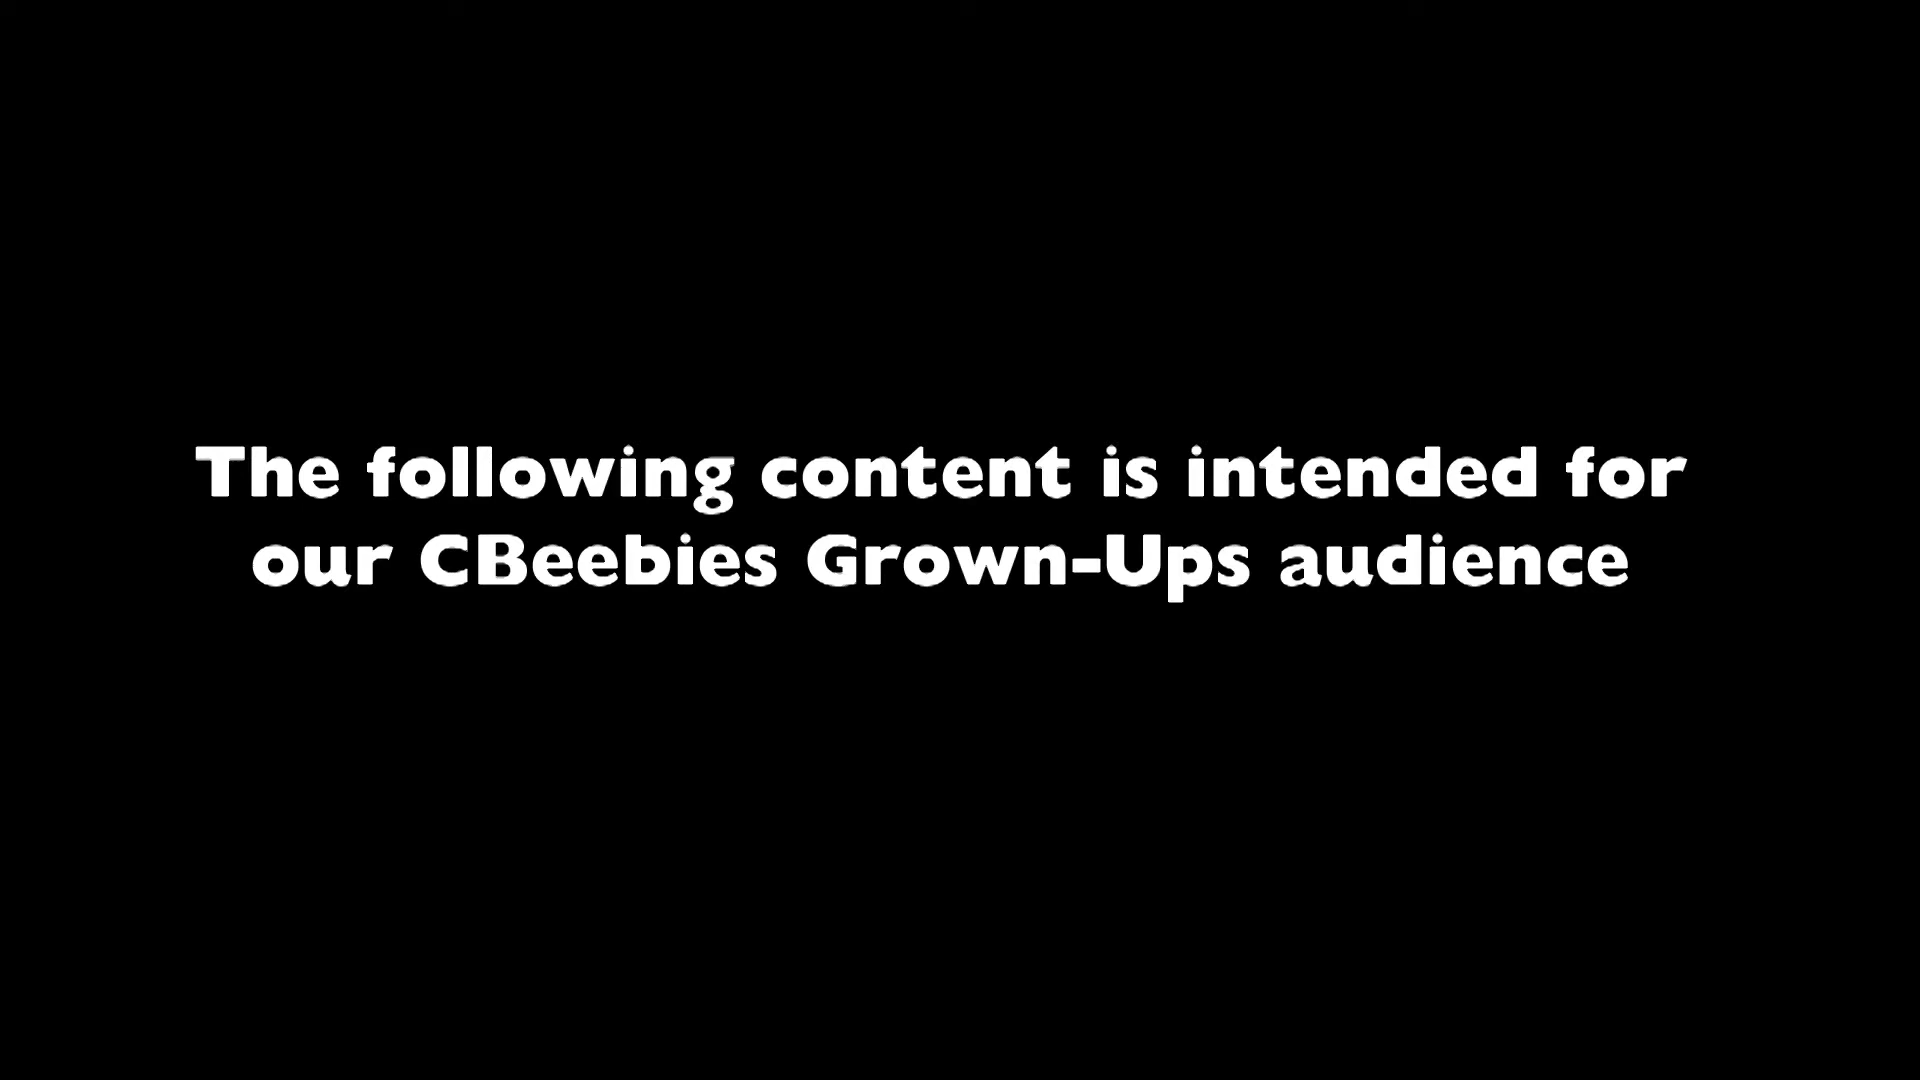 The following content is intended for
our CBeebies Grown-Ups audience